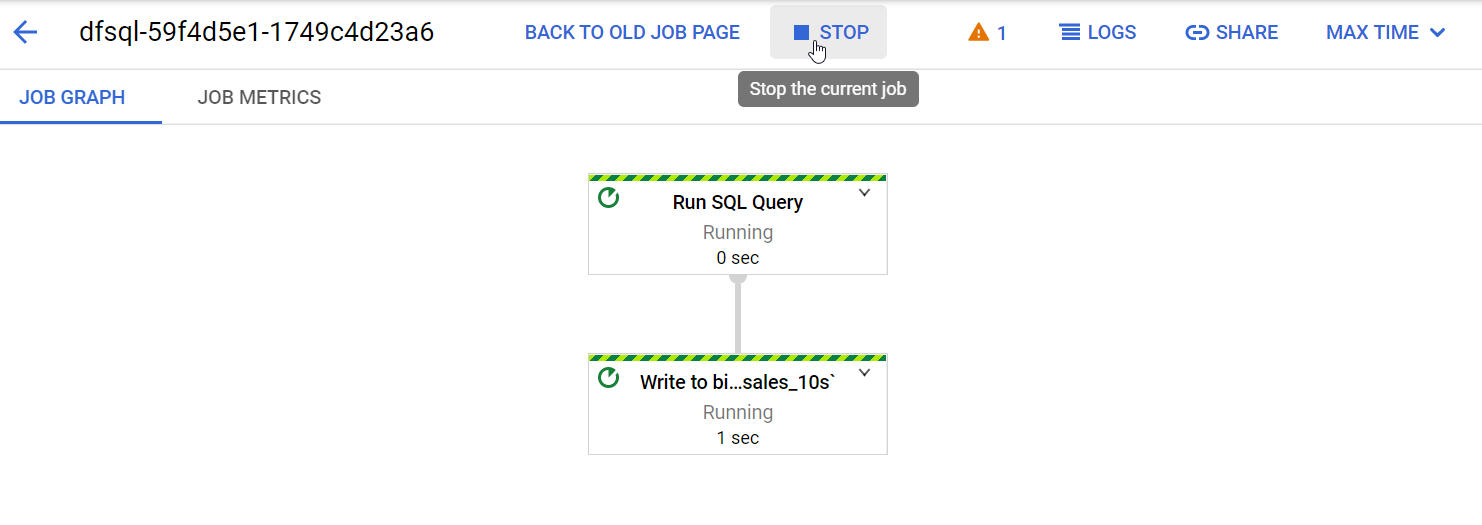 dfsql-59f4d5e1-1749c4d23a6 BACK TO OLD JOB PAGE STOP 1 LOGS SHARE MAX TIME
Stop the current job
JOB GRAPH JOB METRICS
Run SQL Query
Running
0 sec
Write to bi...sales_10s`
Running
1 sec